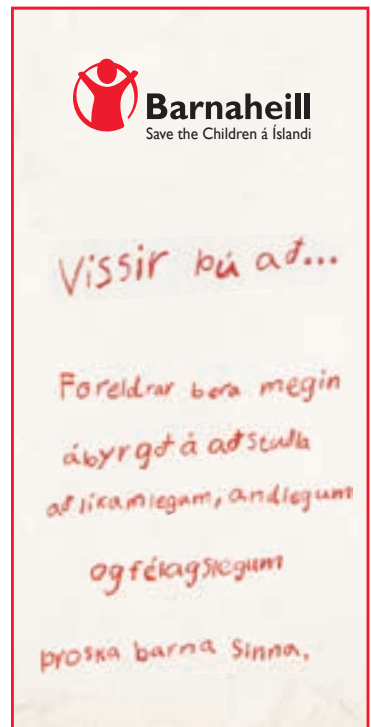 Barnaheill
Save the Children á Íslandi
Vissir þú að...
Foreldrar bera megin
ábyrgð á að stuðla
að líkamlegum, andlegum
og félagslegum
þroska barna sinna.